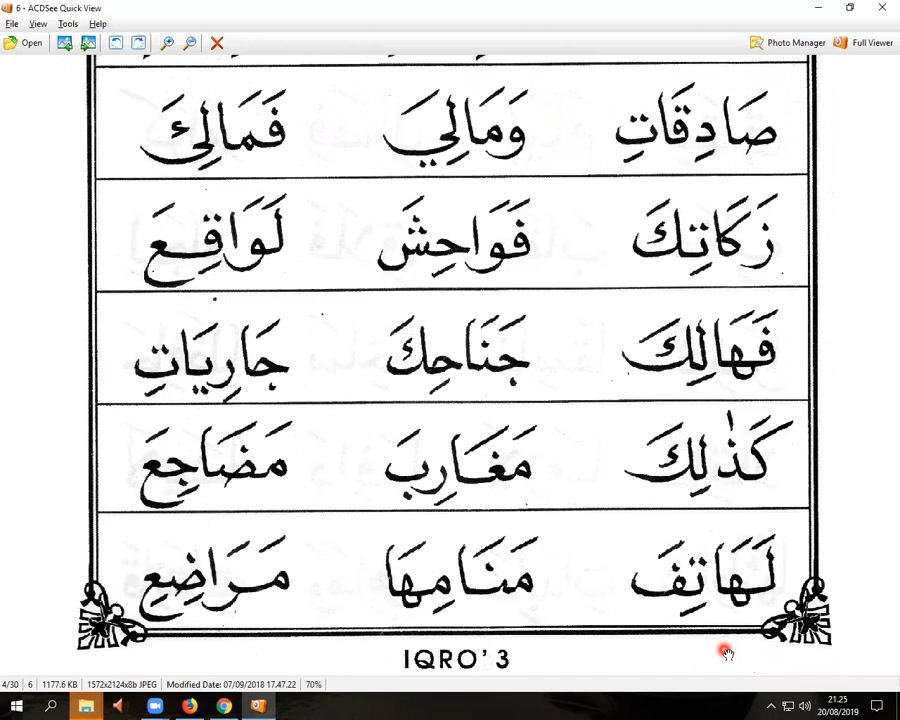 6 - ACDSee Quick View
File View Tools Help
Open Photo Manager Full Viewer
صَادِقَاتِ وَمَالِيَ فَمَالِئَ
زَكَاتِكَ فَوَاحِشَ لَوَاقِعَ
فَهَالِكَ جَنَاحِكَ جَارِيَاتِ
كَذٰلِكَ مَغَارِبَ مَضَاجِعَ
لَهَاتِفَ مَنَامِهَا مَرَاضِعِ
IQRO' 3
4/30 6 1177.6 KB 1572x2124x8b JPEG Modified Date: 07/09/2018 17.47.22 70%
21.25
20/08/2019